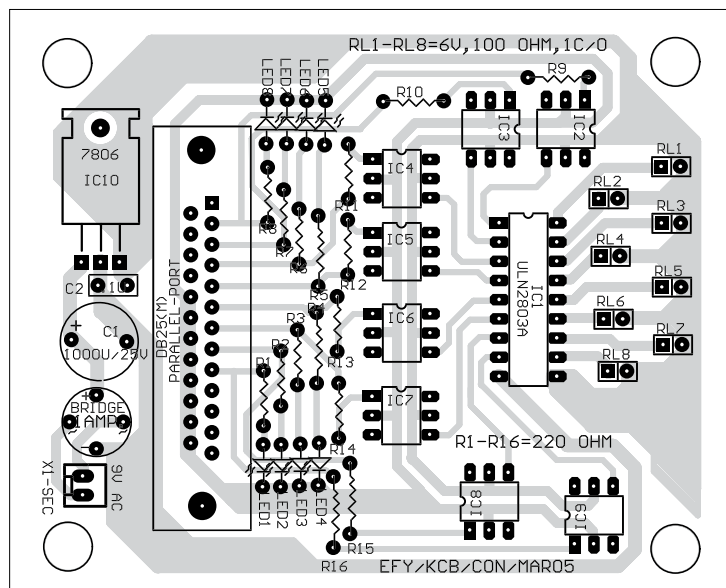 RL1-RL8=6V,100 OHM,1C/O
LED8
LED7
LED6
LED5
R9
R10
7806
IC10
IC3
IC2
IC4
RL1
RL2
R11
R8
R7
R6
IC5
RL3
RL4
R12
R5
R4
C2
DB25(M)
PARALLEL-PORT
IC1
ULN2803A
RL5
C1
+
1000U/25V
R3
R2
R1
R13
IC6
RL6
RL7
RL8
+
BRIDGE
1AMP
~
~
IC7
R14
R1-R16=220 OHM
X1-SEC
9V AC
LED1
LED2
LED3
LED4
IC8
IC9
R15
R16
EFY/KCB/CON/MAR05